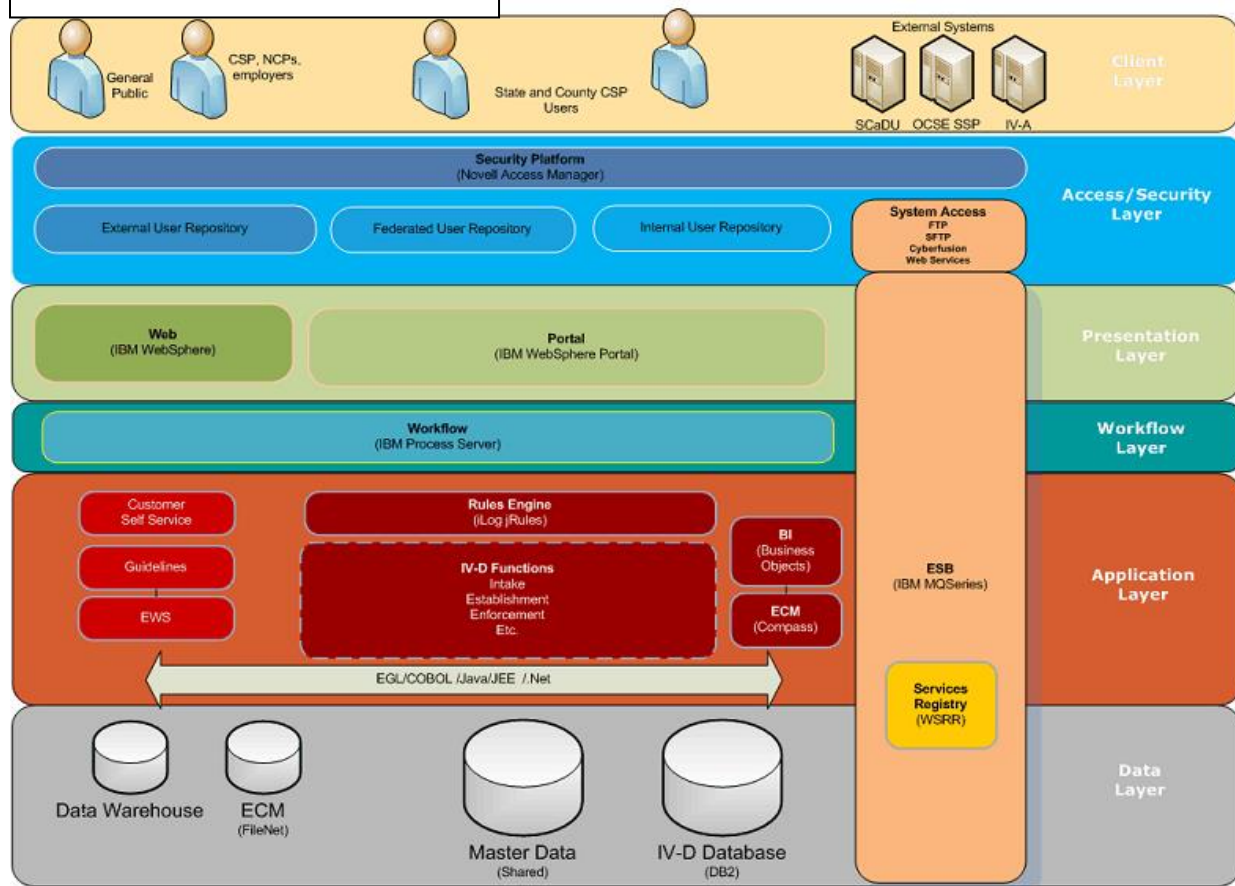 External Systems
General
Public
CSP, NCPs,
employers
State and County CSP
Users
SCaDU
OCSE SSP
IV-A
Client
Layer
Security Platform
(Novell Access Manager)
External User Repository
Federated User Repository
Internal User Repository
System Access
FTP
SFTP
Cyberfusion
Web Services
Access/Security
Layer
Web
(IBM WebSphere)
Portal
(IBM WebSphere Portal)
Presentation
Layer
Workflow
(IBM Process Server)
Workflow
Layer
Customer
Self Service
Guidelines
EWS
Rules Engine
(iLog jRules)
IV-D Functions
Intake
Establishment
Enforcement
Etc.
BI
(Business
Objects)
ECM
(Compass)
ESB
(IBM MQSeries)
Application
Layer
EGL/COBOL /Java/JEE /.Net
Services
Registry
(WSRR)
Data Warehouse
ECM
(FileNet)
Master Data
(Shared)
IV-D Database
(DB2)
Data
Layer